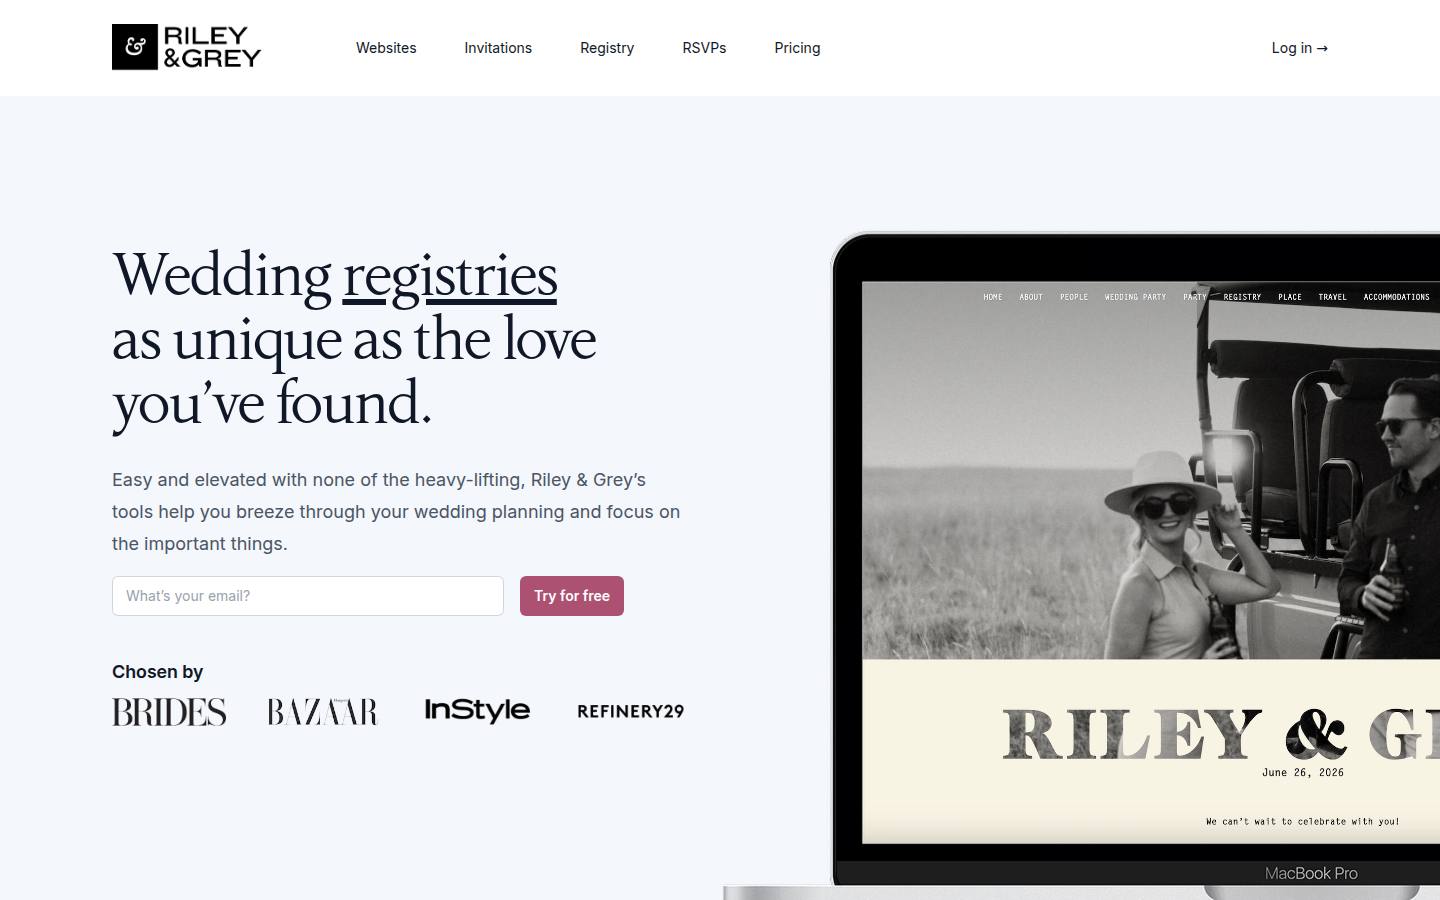 & RILEY
&GREY
Websites Invitations Registry RSVPs Pricing Log in →
Wedding registries
as unique as the love
you’ve found.
Easy and elevated with none of the heavy-lifting, Riley & Grey’s
tools help you breeze through your wedding planning and focus on
the important things.
What’s your email? Try for free
Chosen by
BRIDES BAZAAR InStyle REFINERY29
HOME ABOUT PEOPLE WEDDING PARTY PARTY REGISTRY PLACE TRAVEL ACCOMMODATIONS
RILEY & G
June 26, 2026
We can't wait to celebrate with you!
MacBook Pro